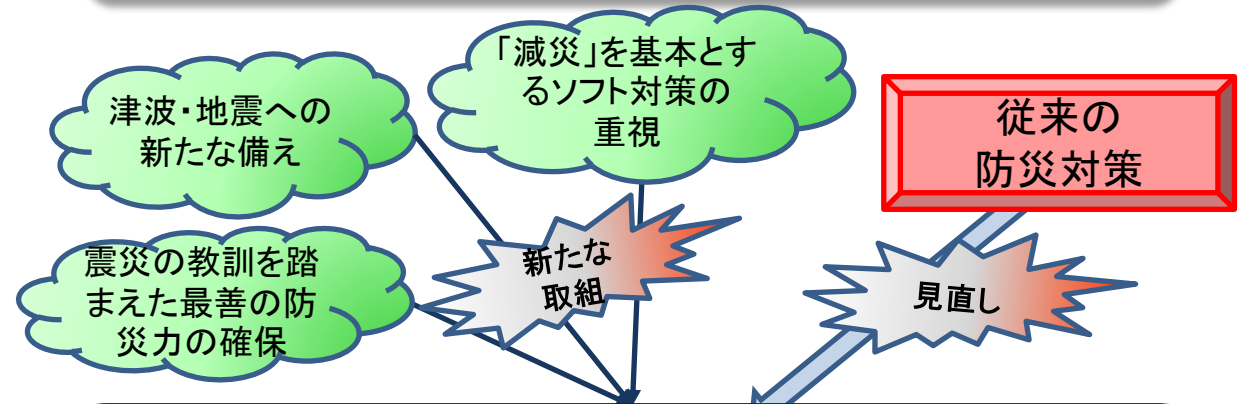 「減災」を基本とす
るソフト対策の
重視
津波・地震への
新たな備え
従来の
防災対策
震災の教訓を踏
まえた最善の防
災力の確保
新たな
取組
見直し